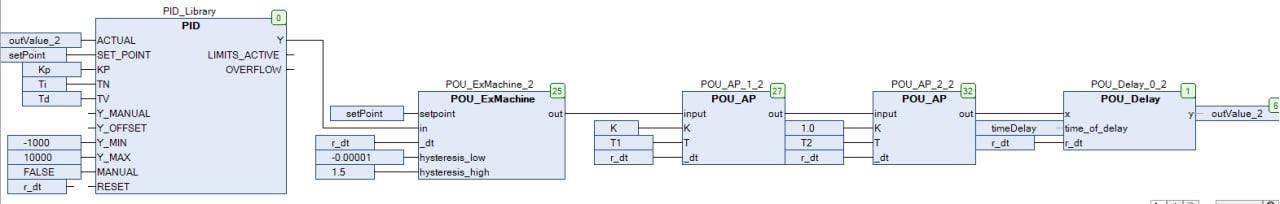 PID_Library
0
PID
outValue_2
ACTUAL
Y
setPoint
SET_POINT
LIMITS_ACTIVE
Kp
KP
OVERFLOW
Ti
TN
Td
TV
Y_MANUAL
Y_OFFSET
-1000
Y_MIN
10000
Y_MAX
FALSE
MANUAL
r_dt
RESET
POU_ExMachine_2
25
POU_ExMachine
setPoint
setpoint
out
in
r_dt
_dt
-0.00001
hysteresis_low
1.5
hysteresis_high
POU_AP_1_2
27
POU_AP
input
out
K
K
T1
T
r_dt
_dt
POU_AP_2_2
32
POU_AP
input
out
1.0
K
T2
T
r_dt
_dt
POU_Delay_0_2
1
POU_Delay
x
y
timeDelay
time_of_delay
r_dt
r_dt
outValue_2
6